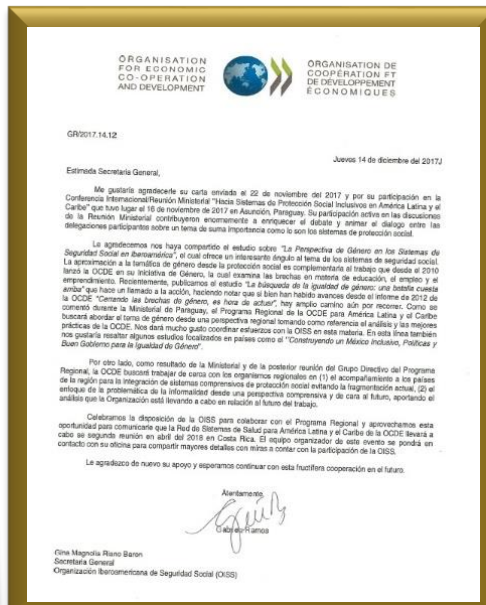 ORGANISATION
FOR ECONOMIC
CO-OPERATION
AND DEVELOPMENT
ORGANISATION DE
COOPÉRATION ET
DE DÉVELOPPEMENT
ÉCONOMIQUES
GR/2017.14.12
Jueves 14 de diciembre del 2017J
Estimada Secretaria General,
Me gustaría agradecerle su carta enviada el 22 de noviembre del 2017 y por su participación en la
Conferencia Internacional/Reunión Ministerial "Hacia Sistemas de Protección Social Inclusivos en América Latina y el
Caribe" que tuvo lugar el 16 de noviembre de 2017 en Asunción, Paraguay. Su participación activa en las discusiones
de la Reunión Ministerial contribuyeron enormemente a enriquecer el debate y animar el dialogo entre las
delegaciones participantes sobre un tema de suma importancia como lo son los sistemas de protección social.
Le agradecemos nos haya compartido el estudio sobre "La Perspectiva de Género en los Sistemas de
Seguridad Social en Iberoamérica", el cual ofrece un interesante ángulo al tema de los sistemas de seguridad social.
La aproximación a la temática de género desde la protección social es complementaria al trabajo que desde el 2010
lanzó la OCDE en su Iniciativa de Género, la cual examina las brechas en materia de educación, el empleo y el
emprendimiento. Recientemente, publicamos el estudio "La búsqueda de la igualdad de género: una batalla cuesta
arriba" que hace un llamado a la acción, haciendo notar que si bien han habido avances desde el informe de 2012 de
la OCDE "Cerrando las brechas de género, es hora de actuar", hay amplio camino aún por recorrer. Como se
comentó durante la Ministerial de Paraguay, el Programa Regional de la OCDE para América Latina y el Caribe
buscará abordar el tema de género desde una perspectiva regional tomando como referencia el análisis y las mejores
prácticas de la OCDE. Nos dará mucho gusto coordinar esfuerzos con la OISS en esta materia. En esta línea también
nos gustaría resaltar algunos estudios focalizados en países como el "Construyendo un México Inclusivo, Políticas y
Buen Gobierno para la Igualdad de Género".
Por otro lado, como resultado de la Ministerial y de la posterior reunión del Grupo Directivo del Programa
Regional, la OCDE buscará trabajar de cerca con los organismos regionales en (1) el acompañamiento a los países
de la región para la integración de sistemas comprensivos de protección social evitando la fragmentación actual, (2) el
enfoque de la problemática de la informalidad desde una perspectiva comprensiva y de cara al futuro, aportando el
análisis que la Organización está llevando a cabo en relación al futuro del trabajo.
Celebramos la disposición de la OISS para colaborar con el Programa Regional y aprovechamos esta
oportunidad para comunicarle que la Red de Sistemas de Salud para América Latina y el Caribe de la OCDE llevará a
cabo se segunda reunión en abril del 2018 en Costa Rica. El equipo organizador de este evento se pondrá en
contacto con su oficina para compartir mayores detalles con miras a contar con la participación de la OISS.
Le agradezco de nuevo su apoyo y esperamos continuar con esta fructífera cooperación en el futuro.
Atentamente,
Gabriela Ramos
Gina Magnolia Riano Baron
Secretaria General
Organización Iberoamericana de Seguridad Social (OISS)